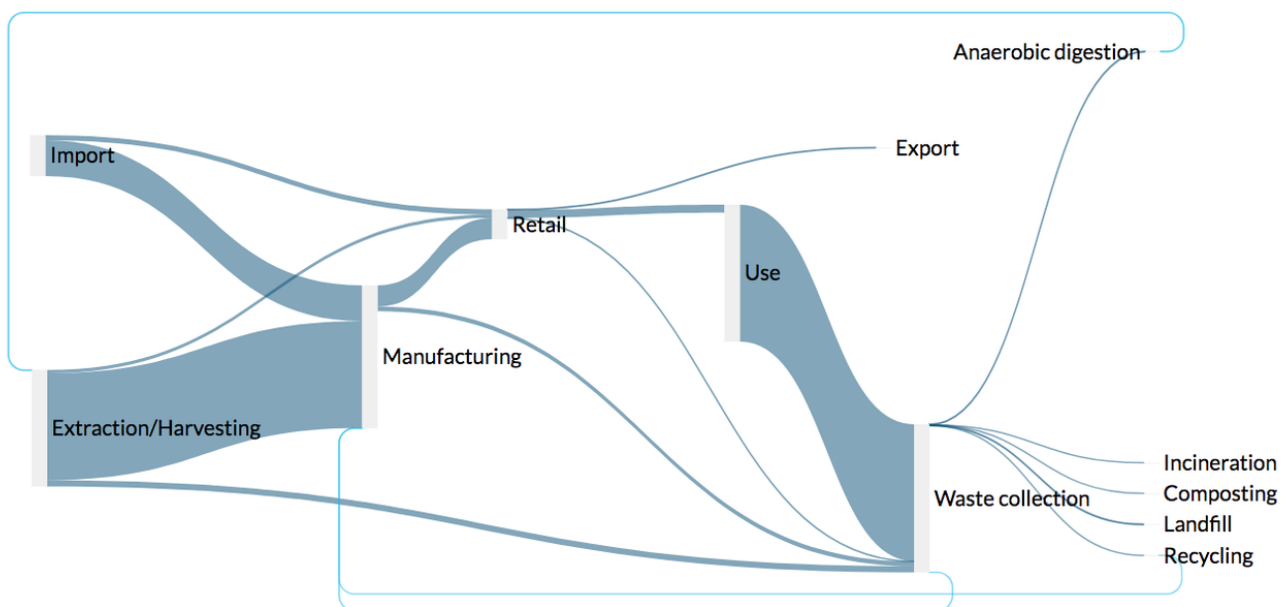 Anaerobic digestion
Export
Import
Retail
Use
Manufacturing
Extraction/Harvesting
Waste collection
Incineration
Composting
Landfill
Recycling